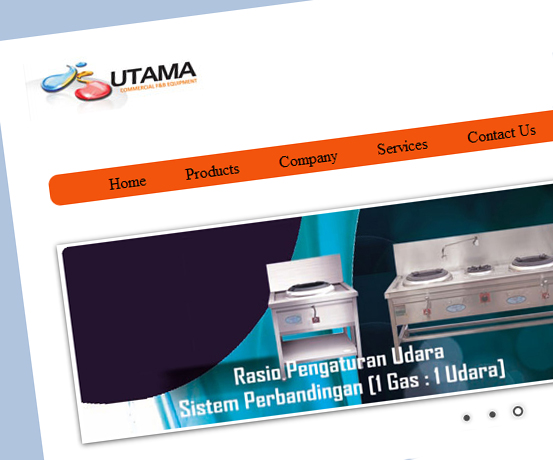 UTAMA
COMMERCIAL F&B EQUIPMENT
Home Products Company Services Contact Us
Rasio Pengaturan Udara
Sistem Perbandingan [1 Gas : 1 Udara]